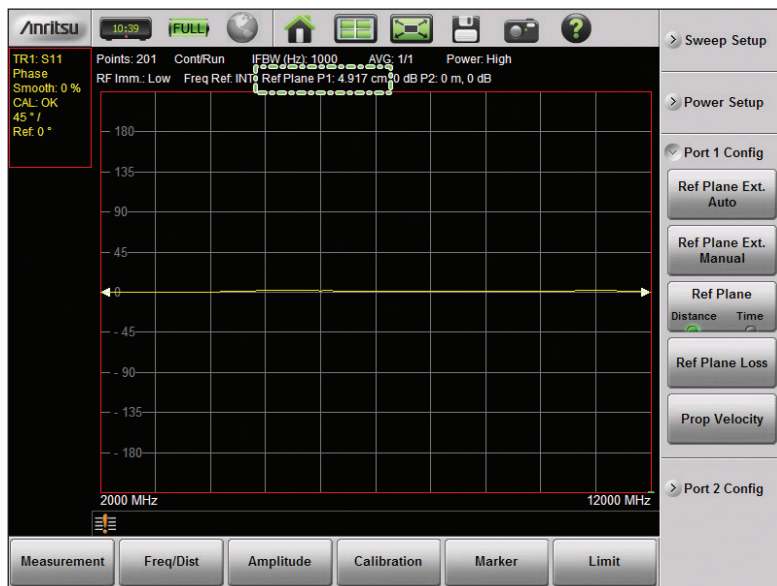 Anritsu
10:39
FULL
?
TR1: S11
Phase
Smooth: 0 %
CAL: OK
45 ° /
Ref: 0 °
Points: 201 Cont/Run IFBW (Hz): 1000 AVG: 1/1 Power: High
RF Imm.: Low Freq Ref: INT Ref Plane P1: 4.917 cm, 0 dB P2: 0 m, 0 dB
180
135
90
45
0
- 45
- 90
- 135
- 180
2000 MHz
12000 MHz
Sweep Setup
Power Setup
Port 1 Config
Ref Plane Ext.
Auto
Ref Plane Ext.
Manual
Ref Plane
Distance Time
Ref Plane Loss
Prop Velocity
Port 2 Config
Measurement
Freq/Dist
Amplitude
Calibration
Marker
Limit